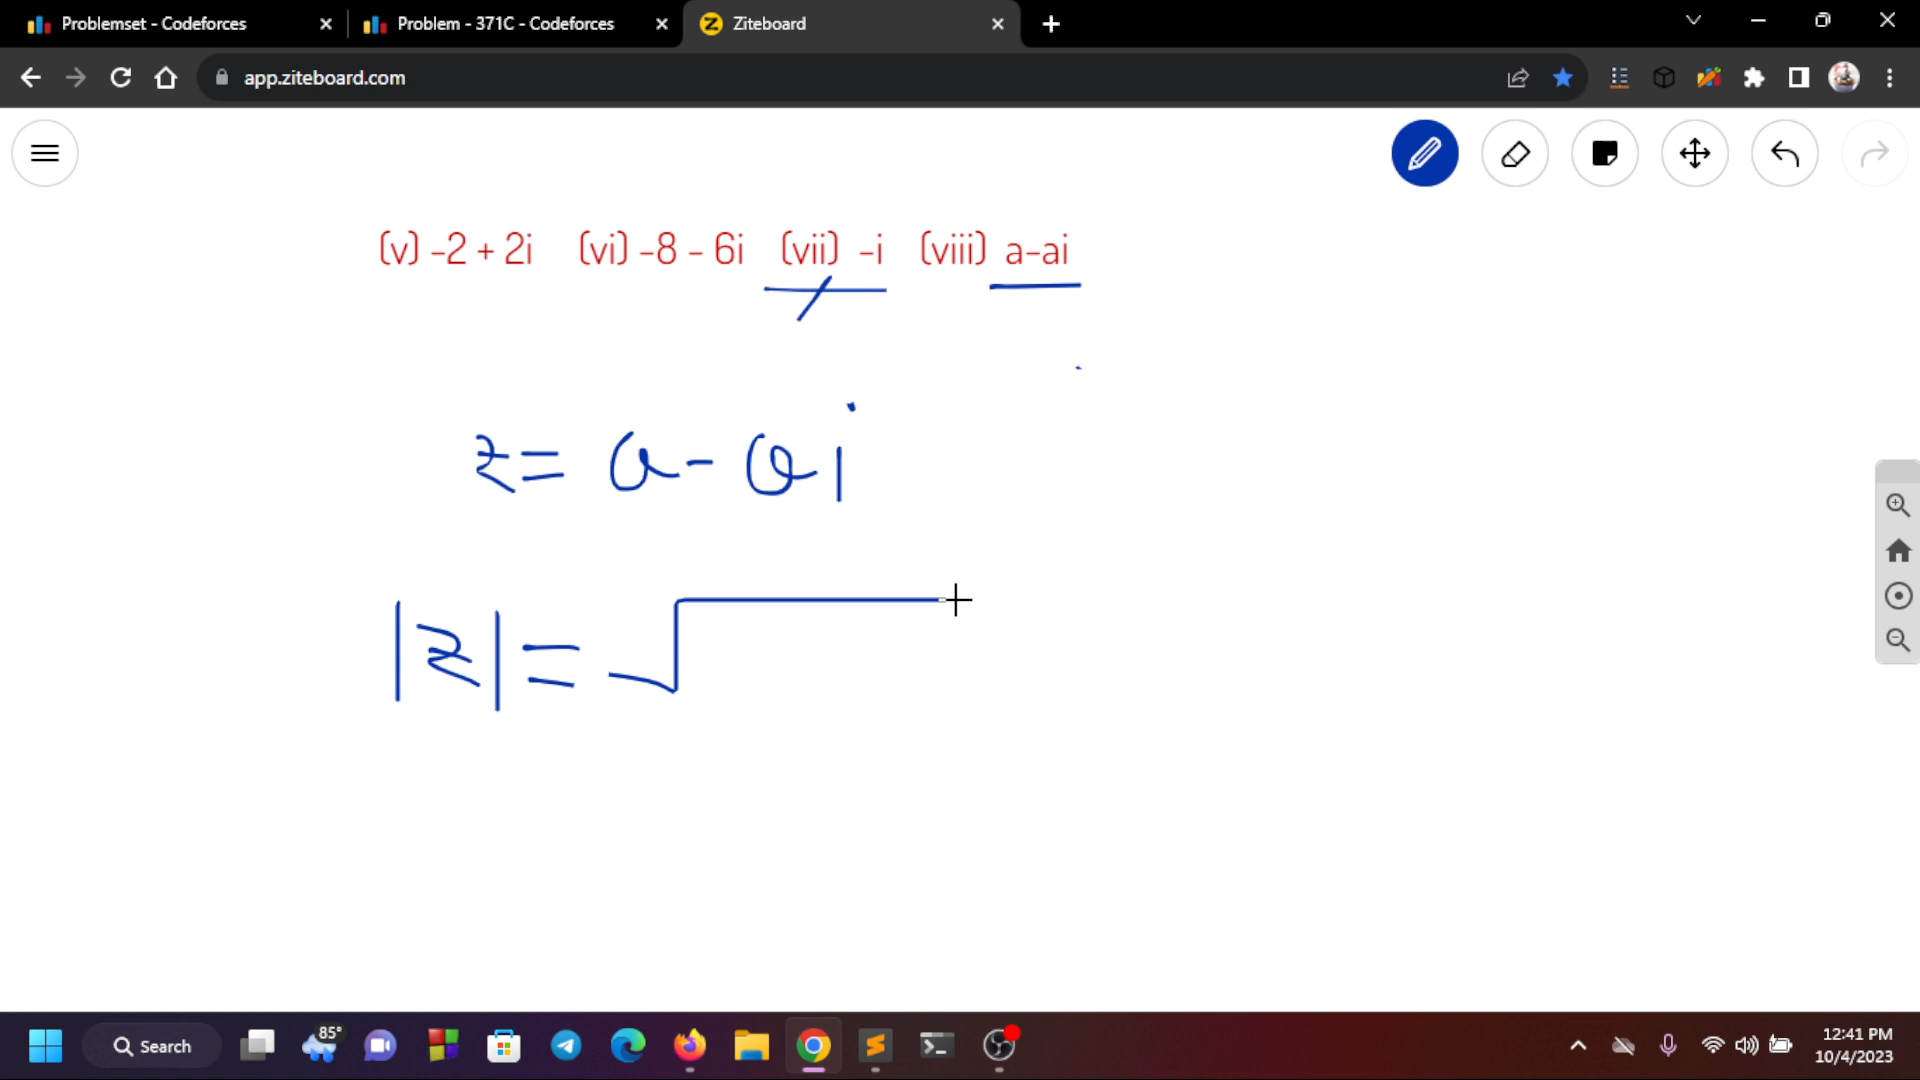 Problemset - Codeforces
Problem - 371C - Codeforces
Ziteboard
app.ziteboard.com
(v) -2 + 2i (vi) -8 - 6i (vii) -i (viii) a-ai
z = a - ai
|z| = √
85°
Search
12:41 PM
10/4/2023